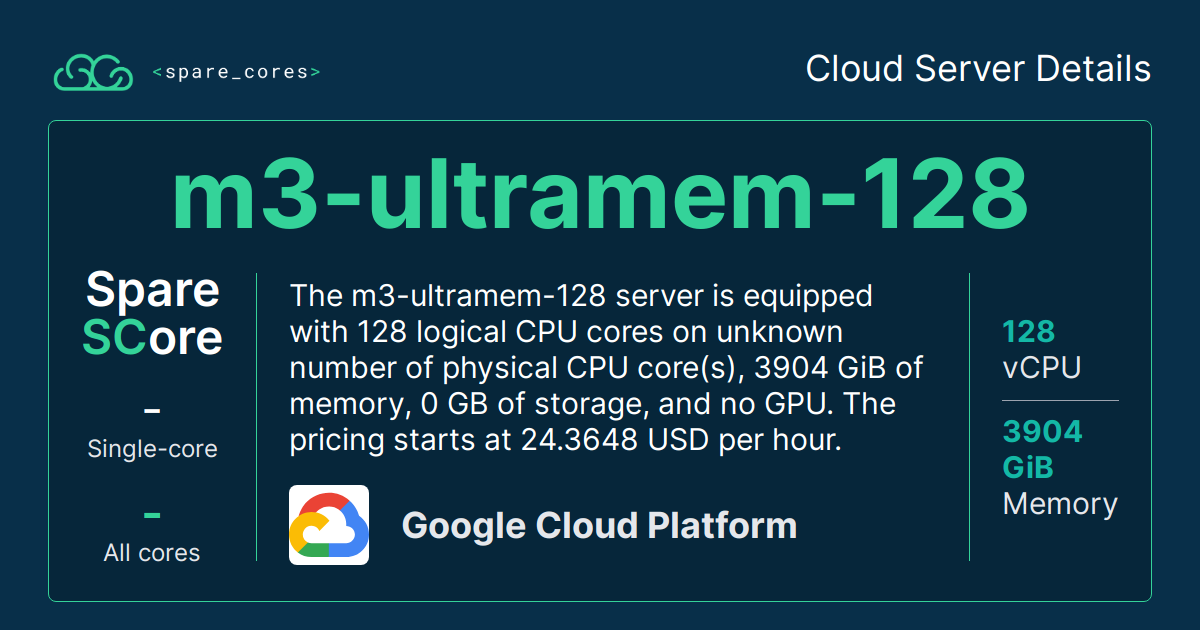 <spare_cores>
Cloud Server Details
m3-ultramem-128
Spare
SCore
-
Single-core
-
All cores
The m3-ultramem-128 server is equipped
with 128 logical CPU cores on unknown
number of physical CPU core(s), 3904 GiB of
memory, 0 GB of storage, and no GPU. The
pricing starts at 24.3648 USD per hour.
Google Cloud Platform
128
vCPU
3904
GiB
Memory